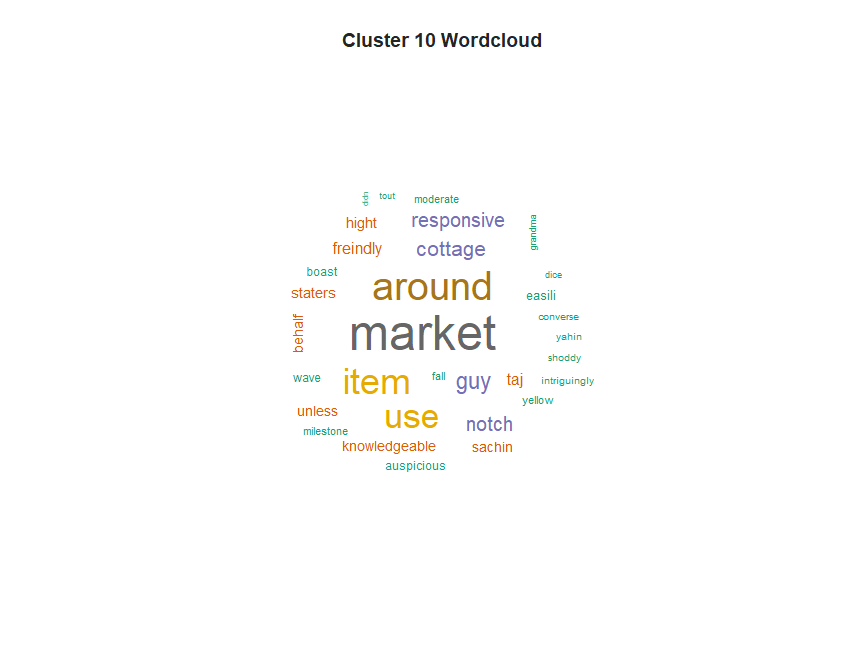 Cluster 10 Wordcloud
didn tout moderate
hight responsive grandma
freindly cottage
boast around dice
staters easili
behalf market converse
yahin
shoddy
wave item fall guy taj intriguingly
yellow
unless use notch
milestone
knowledgeable sachin
auspicious